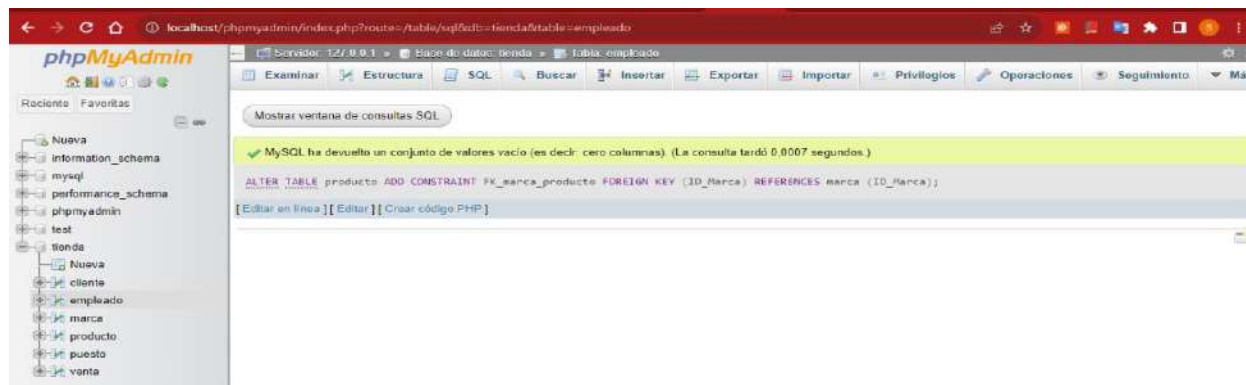 localhost/phpmyadmin/index.php?route=/table/sql&db=tienda&table=empleado
phpMyAdmin
Reciente Favoritas
Nueva
information_schema
mysql
performance_schema
phpmyadmin
test
tienda
Nueva
cliente
empleado
marca
producto
puesto
venta
Servidor: 127.0.0.1 » Base de datos: tienda » Tabla: empleado
Examinar Estructura SQL Buscar Insertar Exportar Importar Privilegios Operaciones Seguimiento Má
Mostrar ventana de consultas SQL
MySQL ha devuelto un conjunto de valores vacío (es decir: cero columnas). (La consulta tardó 0,0007 segundos.)
ALTER TABLE producto ADD CONSTRAINT FK_marca_producto FOREIGN KEY (ID_Marca) REFERENCES marca (ID_Marca);
[ Editar en línea ] [ Editar ] [ Crear código PHP ]